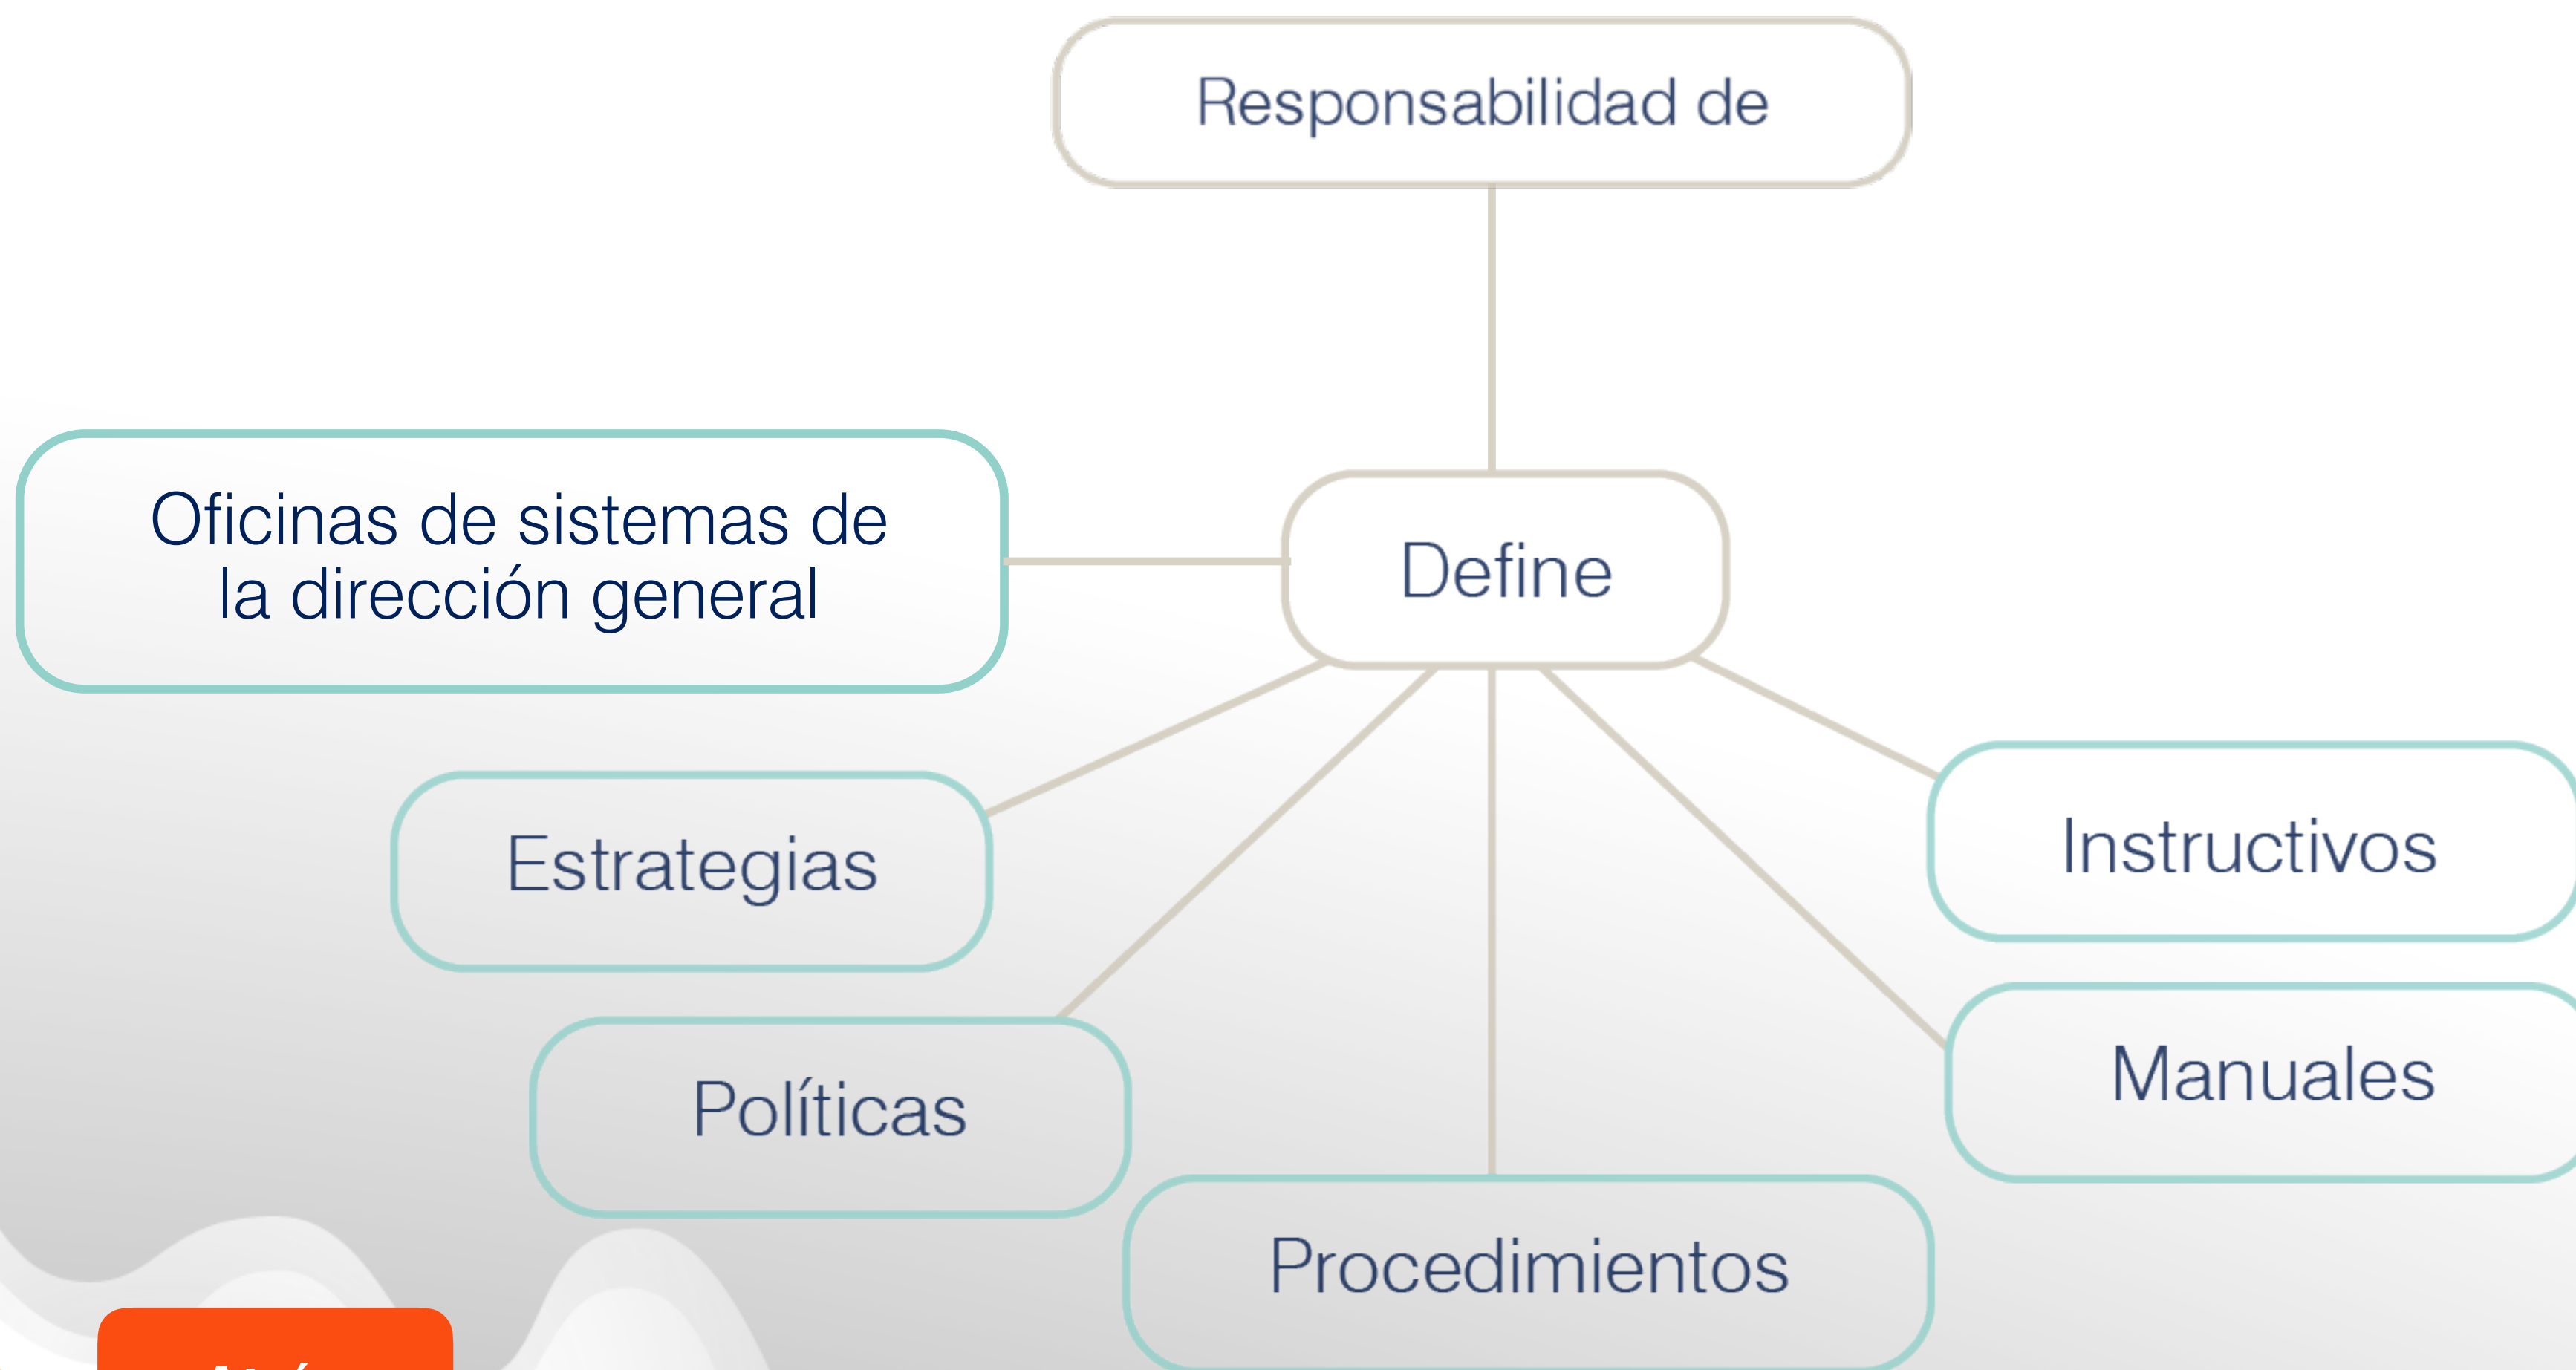 Responsabilidad de
Oficinas de sistemas de
la dirección general
Define
Estrategias
Instructivos
Políticas
Manuales
Procedimientos